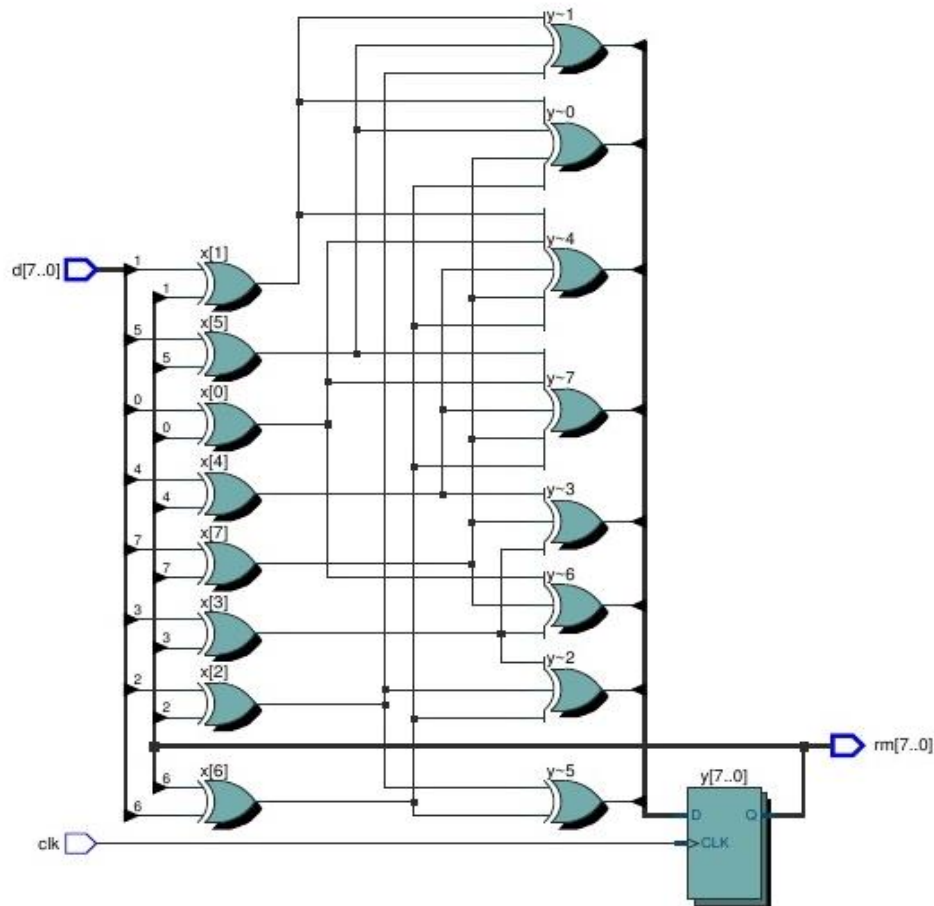 y~1
y~0
y~4
d[7..0]
1
x[1]
1
x[5]
5
5
x[0]
0
0
y~7
x[4]
4
4
y~3
x[7]
7
7
y~6
x[3]
3
3
y~2
x[2]
2
2
rm[7..0]
x[6]
6
6
y~5
y[7..0]
D
Q
clk
CLK